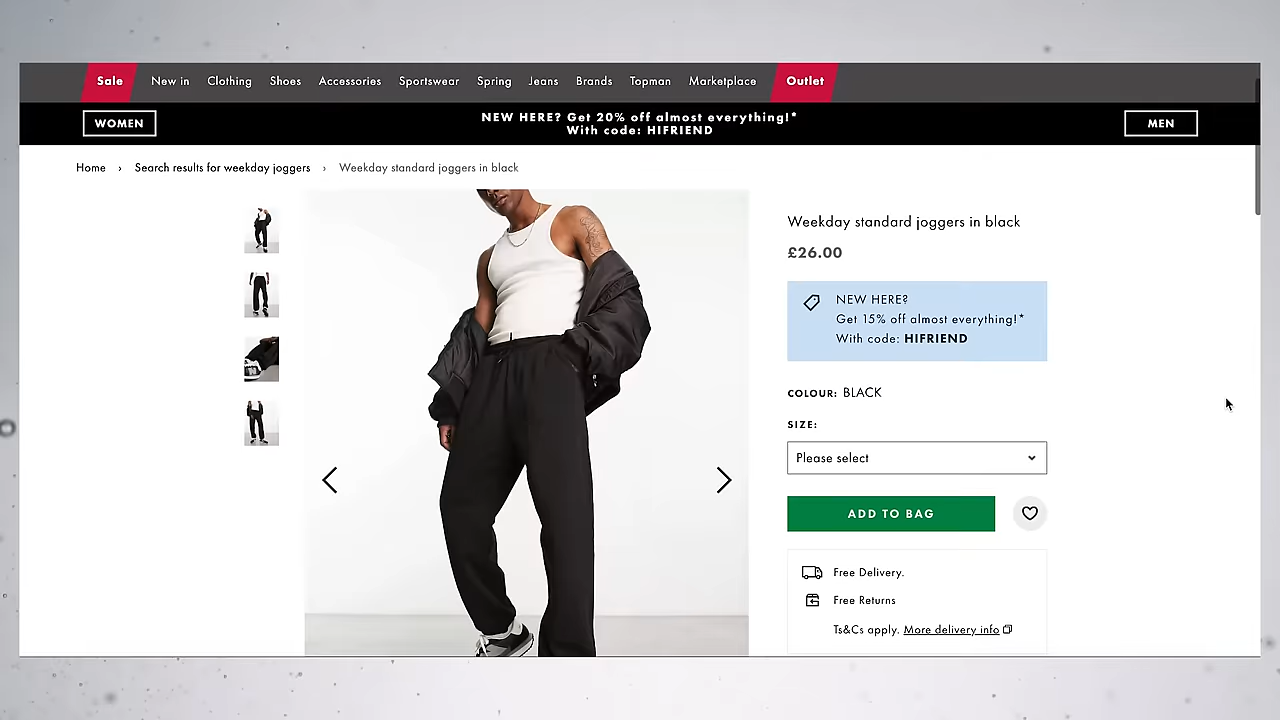 Sale New in Clothing Shoes Accessories Sportswear Spring Jeans Brands Topman Marketplace Outlet
WOMEN
NEW HERE? Get 20% off almost everything!*
With code: HIFRIEND
MEN
Home › Search results for weekday joggers › Weekday standard joggers in black
Weekday standard joggers in black
£26.00
NEW HERE?
Get 15% off almost everything!*
With code: HIFRIEND
COLOUR: BLACK
SIZE:
Please select
ADD TO BAG
Free Delivery.
Free Returns
Ts&Cs apply. More delivery info